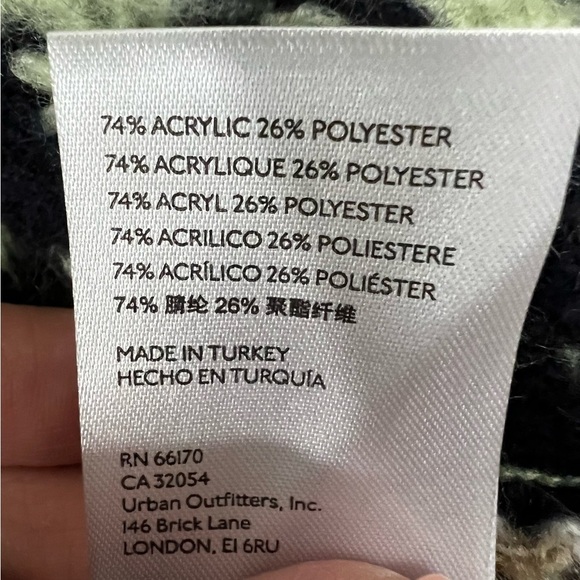 74% ACRYLIC 26% POLYESTER
74% ACRYLIQUE 26% POLYESTER
74% ACRYL 26% POLYESTER
74% ACRILICO 26% POLIESTERE
74% ACRÍLICO 26% POLIÉSTER
74% 腈纶 26% 聚酯纤维
MADE IN TURKEY
HECHO EN TURQUÍA
RN 66170
CA 32054
Urban Outfitters, Inc.
146 Brick Lane
LONDON, E1 6RU